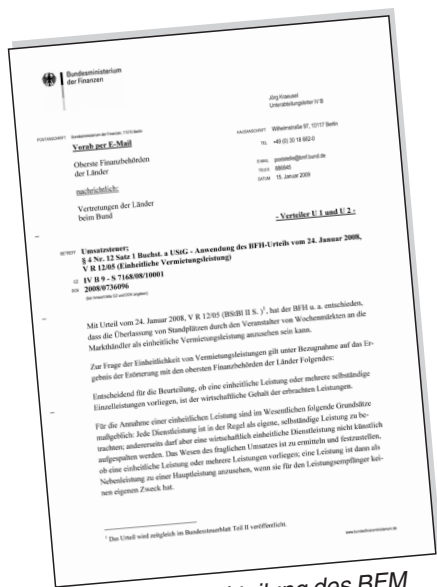 Bundesministerium
der Finanzen
Jörg Kraeusel
Unterabteilungsleiter IV B
POSTANSCHRIFT Bundesministerium der Finanzen, 11016 Berlin
HAUSANSCHRIFT Wilhelmstraße 97, 10117 Berlin
Vorab per E-Mail
TEL +49 (0) 30 18 682-0
Oberste Finanzbehörden
der Länder
E-MAIL poststelle@bmf.bund.de
TELEX 886645
nachrichtlich:
DATUM 15. Januar 2009
Vertretungen der Länder
beim Bund
- Verteiler U 1 und U 2 -
BETREFF Umsatzsteuer;
§ 4 Nr. 12 Satz 1 Buchst. a UStG - Anwendung des BFH-Urteils vom 24. Januar 2008,
V R 12/05 (Einheitliche Vermietungsleistung)
GZ IV B 9 - S 7168/08/10001
DOK 2008/0736096
(bei Antwort bitte GZ und DOK angeben)
Mit Urteil vom 24. Januar 2008, V R 12/05 (BStBl II S. )¹, hat der BFH u. a. entschieden,
dass die Überlassung von Standplätzen durch den Veranstalter von Wochenmärkten an die
Markthändler als einheitliche Vermietungsleistung anzusehen sein kann.
Zur Frage der Einheitlichkeit von Vermietungsleistungen gilt unter Bezugnahme auf das Er-
gebnis der Erörterung mit den obersten Finanzbehörden der Länder Folgendes:
Entscheidend für die Beurteilung, ob eine einheitliche Leistung oder mehrere selbständige
Einzelleistungen vorliegen, ist der wirtschaftliche Gehalt der erbrachten Leistungen.
Für die Annahme einer einheitlichen Leistung sind im Wesentlichen folgende Grundsätze
maßgeblich: Jede Dienstleistung ist in der Regel als eigene, selbständige Leistung zu be-
trachten; andererseits darf aber eine wirtschaftlich einheitliche Dienstleistung nicht künstlich
aufgespalten werden. Das Wesen des fraglichen Umsatzes ist zu ermitteln und festzustellen,
ob eine einheitliche Leistung oder mehrere Leistungen vorliegen; eine Leistung ist dann als
Nebenleistung zu einer Hauptleistung anzusehen, wenn sie für den Leistungsempfänger kei-
nen eigenen Zweck hat.
¹ Das Urteil wird zeitgleich im Bundessteuerblatt Teil II veröffentlicht.
www.bundesfinanzministerium.de
des BFM